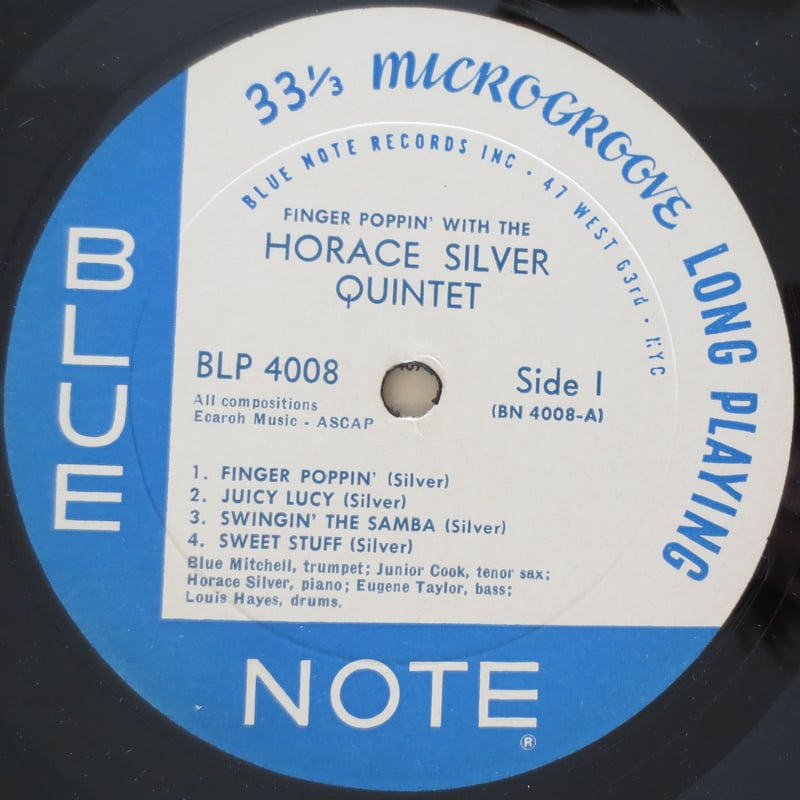 33⅓ MICROGROOVE LONG PLAYING
BLUE NOTE RECORDS INC · 47 WEST 63rd · NYC
FINGER POPPIN' WITH THE
HORACE SILVER
QUINTET
BLP 4008
Side 1
All compositions
(BN 4008-A)
Ecaroh Music - ASCAP
1. FINGER POPPIN' (Silver)
2. JUICY LUCY (Silver)
3. SWINGIN' THE SAMBA (Silver)
4. SWEET STUFF (Silver)
Blue Mitchell, trumpet; Junior Cook, tenor sax;
Horace Silver, piano; Eugene Taylor, bass;
Louis Hayes, drums.
BLUE
NOTE
®